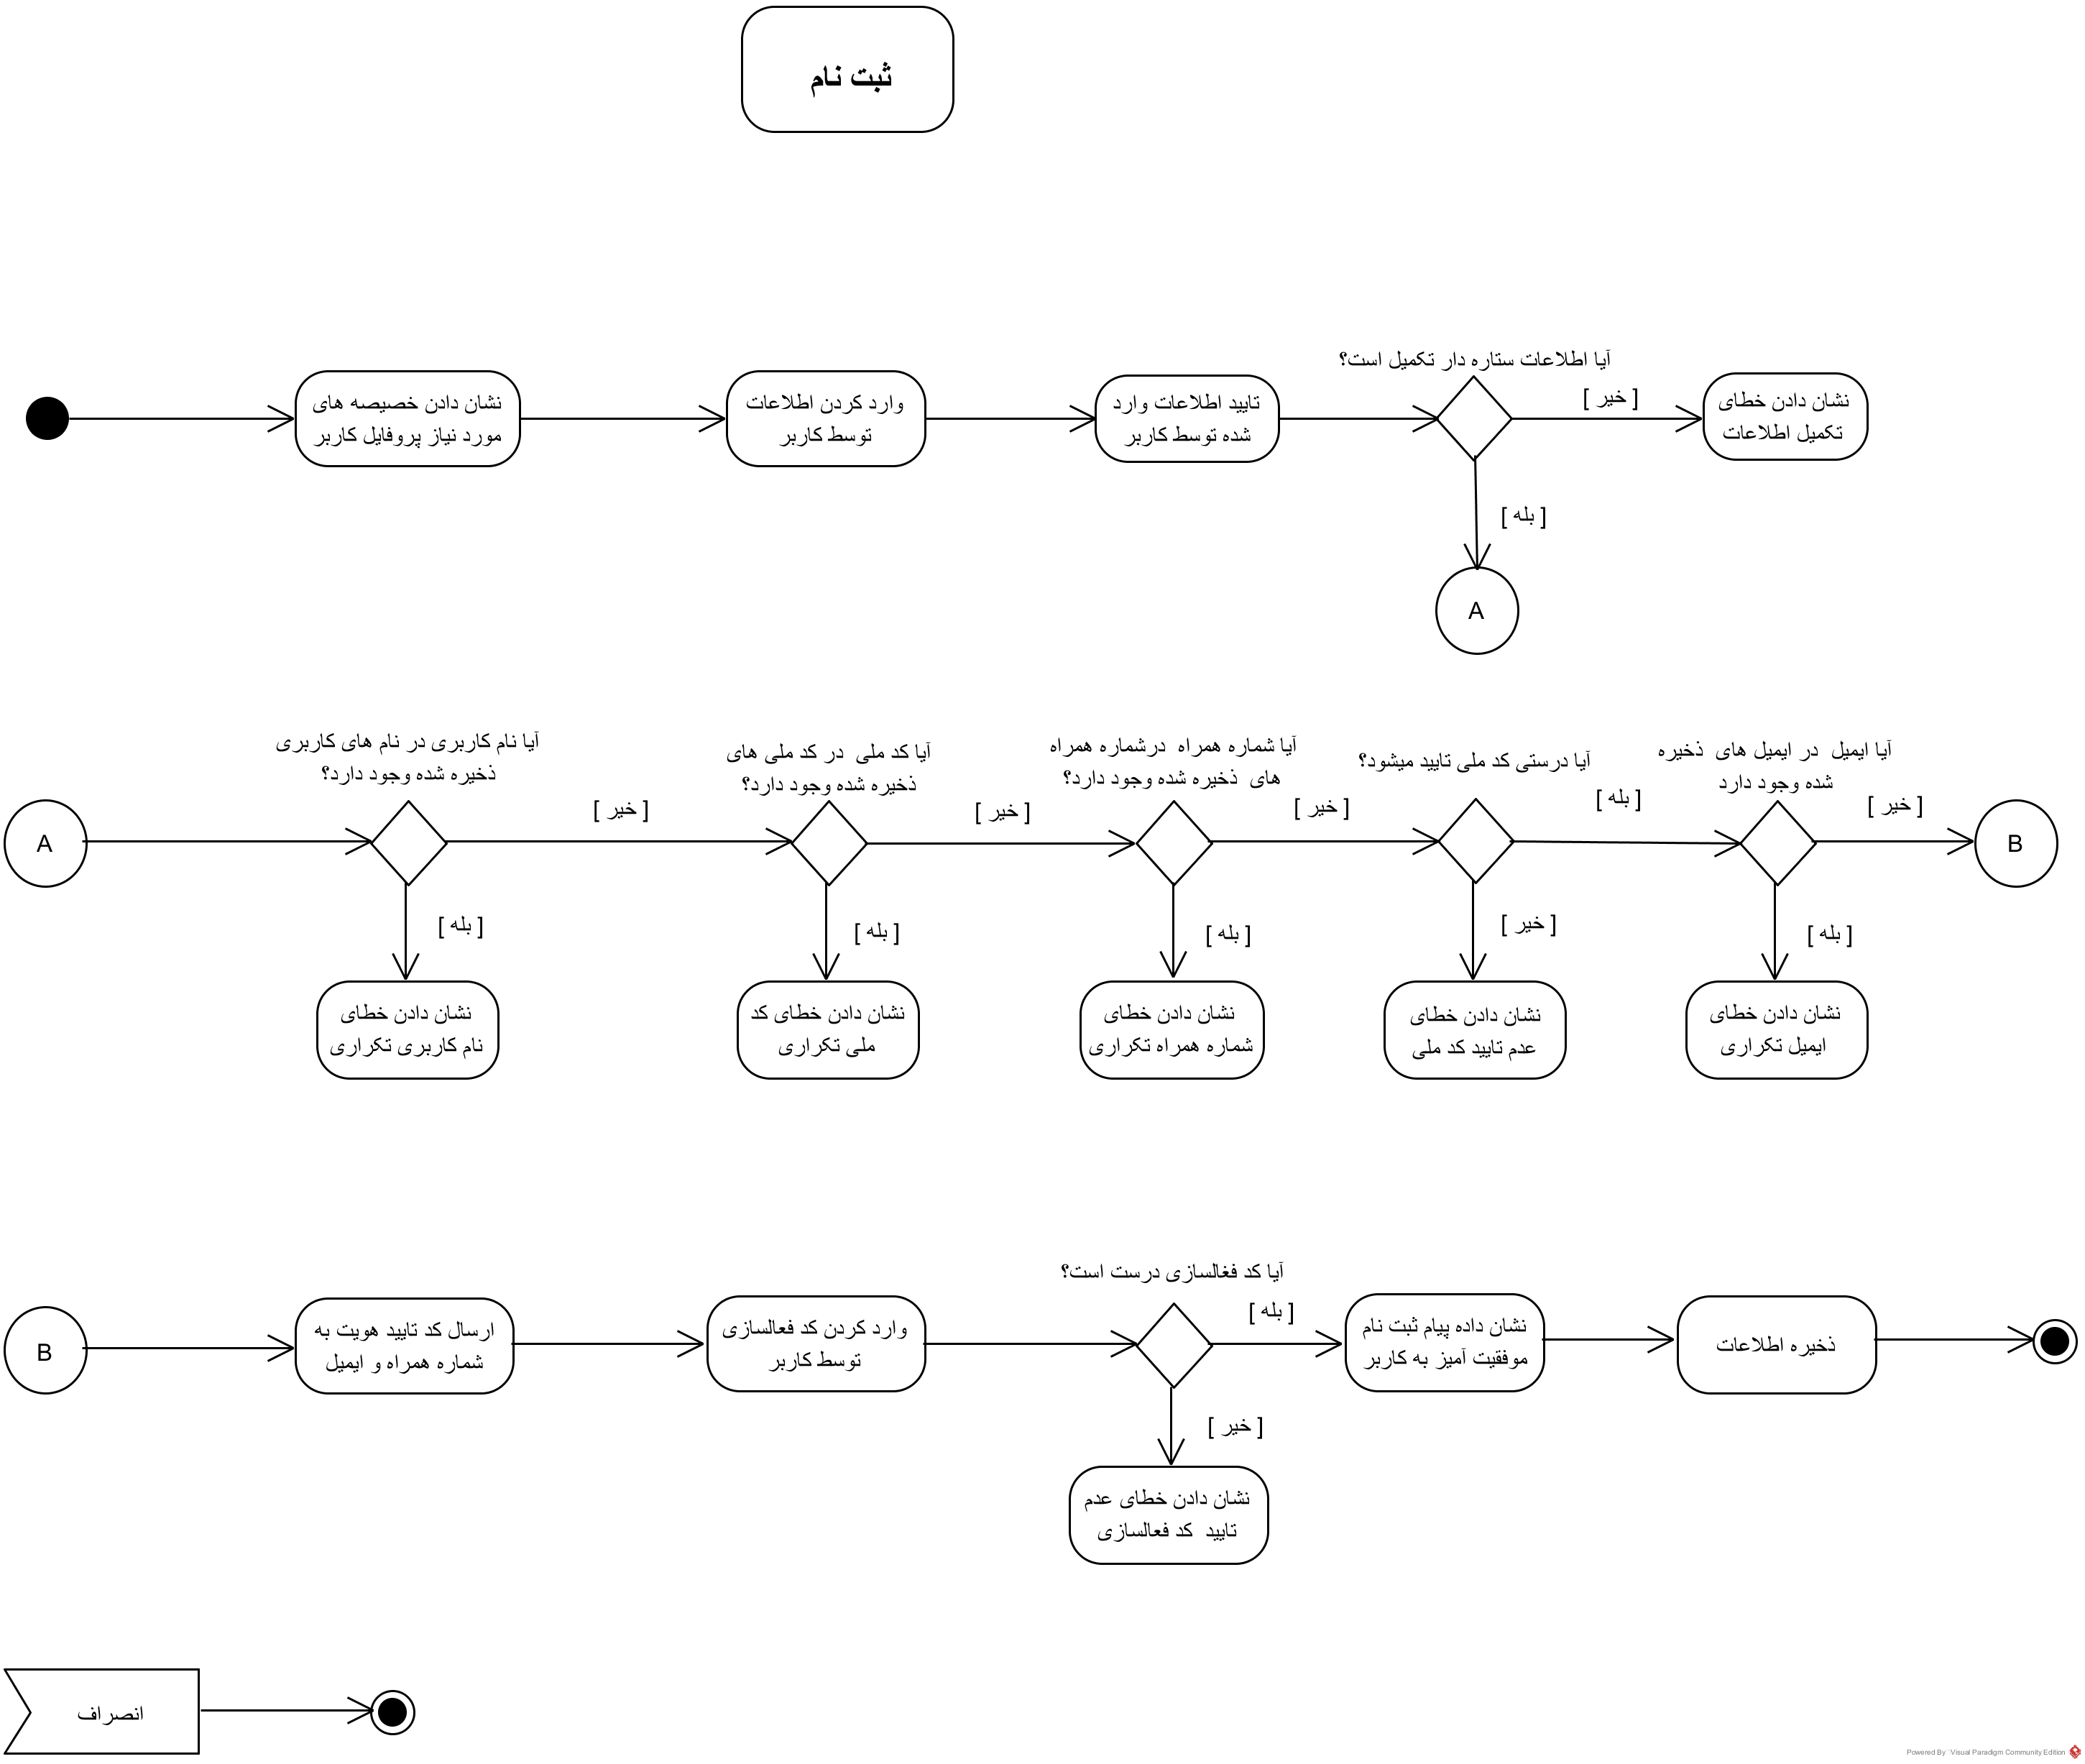 ثبت نام
آیا اطلاعات ستاره دار تکمیل است؟
نشان دادن خصیصه های
مورد نیاز پروفایل کاربر
وارد کردن اطلاعات
توسط کاربر
تایید اطلاعات وارد
شده توسط کاربر
[ خیر ]
نشان دادن خطای
تکمیل اطلاعات
[ بله ]
A
A
آیا نام کاربری در نام های کاربری
ذخیره شده وجود دارد؟
[ خیر ]
آیا کد ملی در کد ملی های
ذخیره شده وجود دارد؟
[ خیر ]
آیا شماره همراه درشماره همراه
های ذخیره شده وجود دارد؟
[ خیر ]
آیا درستی کد ملی تایید میشود؟
[ بله ]
آیا ایمیل در ایمیل های ذخیره
شده وجود دارد
[ خیر ]
B
[ بله ]
[ بله ]
[ بله ]
[ خیر ]
[ بله ]
نشان دادن خطای
نام کاربری تکراری
نشان دادن خطای کد
ملی تکراری
نشان دادن خطای
شماره همراه تکراری
نشان دادن خطای
عدم تایید کد ملی
نشان دادن خطای
ایمیل تکراری
B
ارسال کد تایید هویت به
شماره همراه و ایمیل
وارد کردن کد فعالسازی
توسط کاربر
آیا کد فغالسازی درست است؟
[ بله ]
نشان داده پیام ثبت نام
موفقیت آمیز به کاربر
ذخیره اطلاعات
[ خیر ]
نشان دادن خطای عدم
تایید کد فعالسازی
انصراف
Powered By Visual Paradigm Community Edition